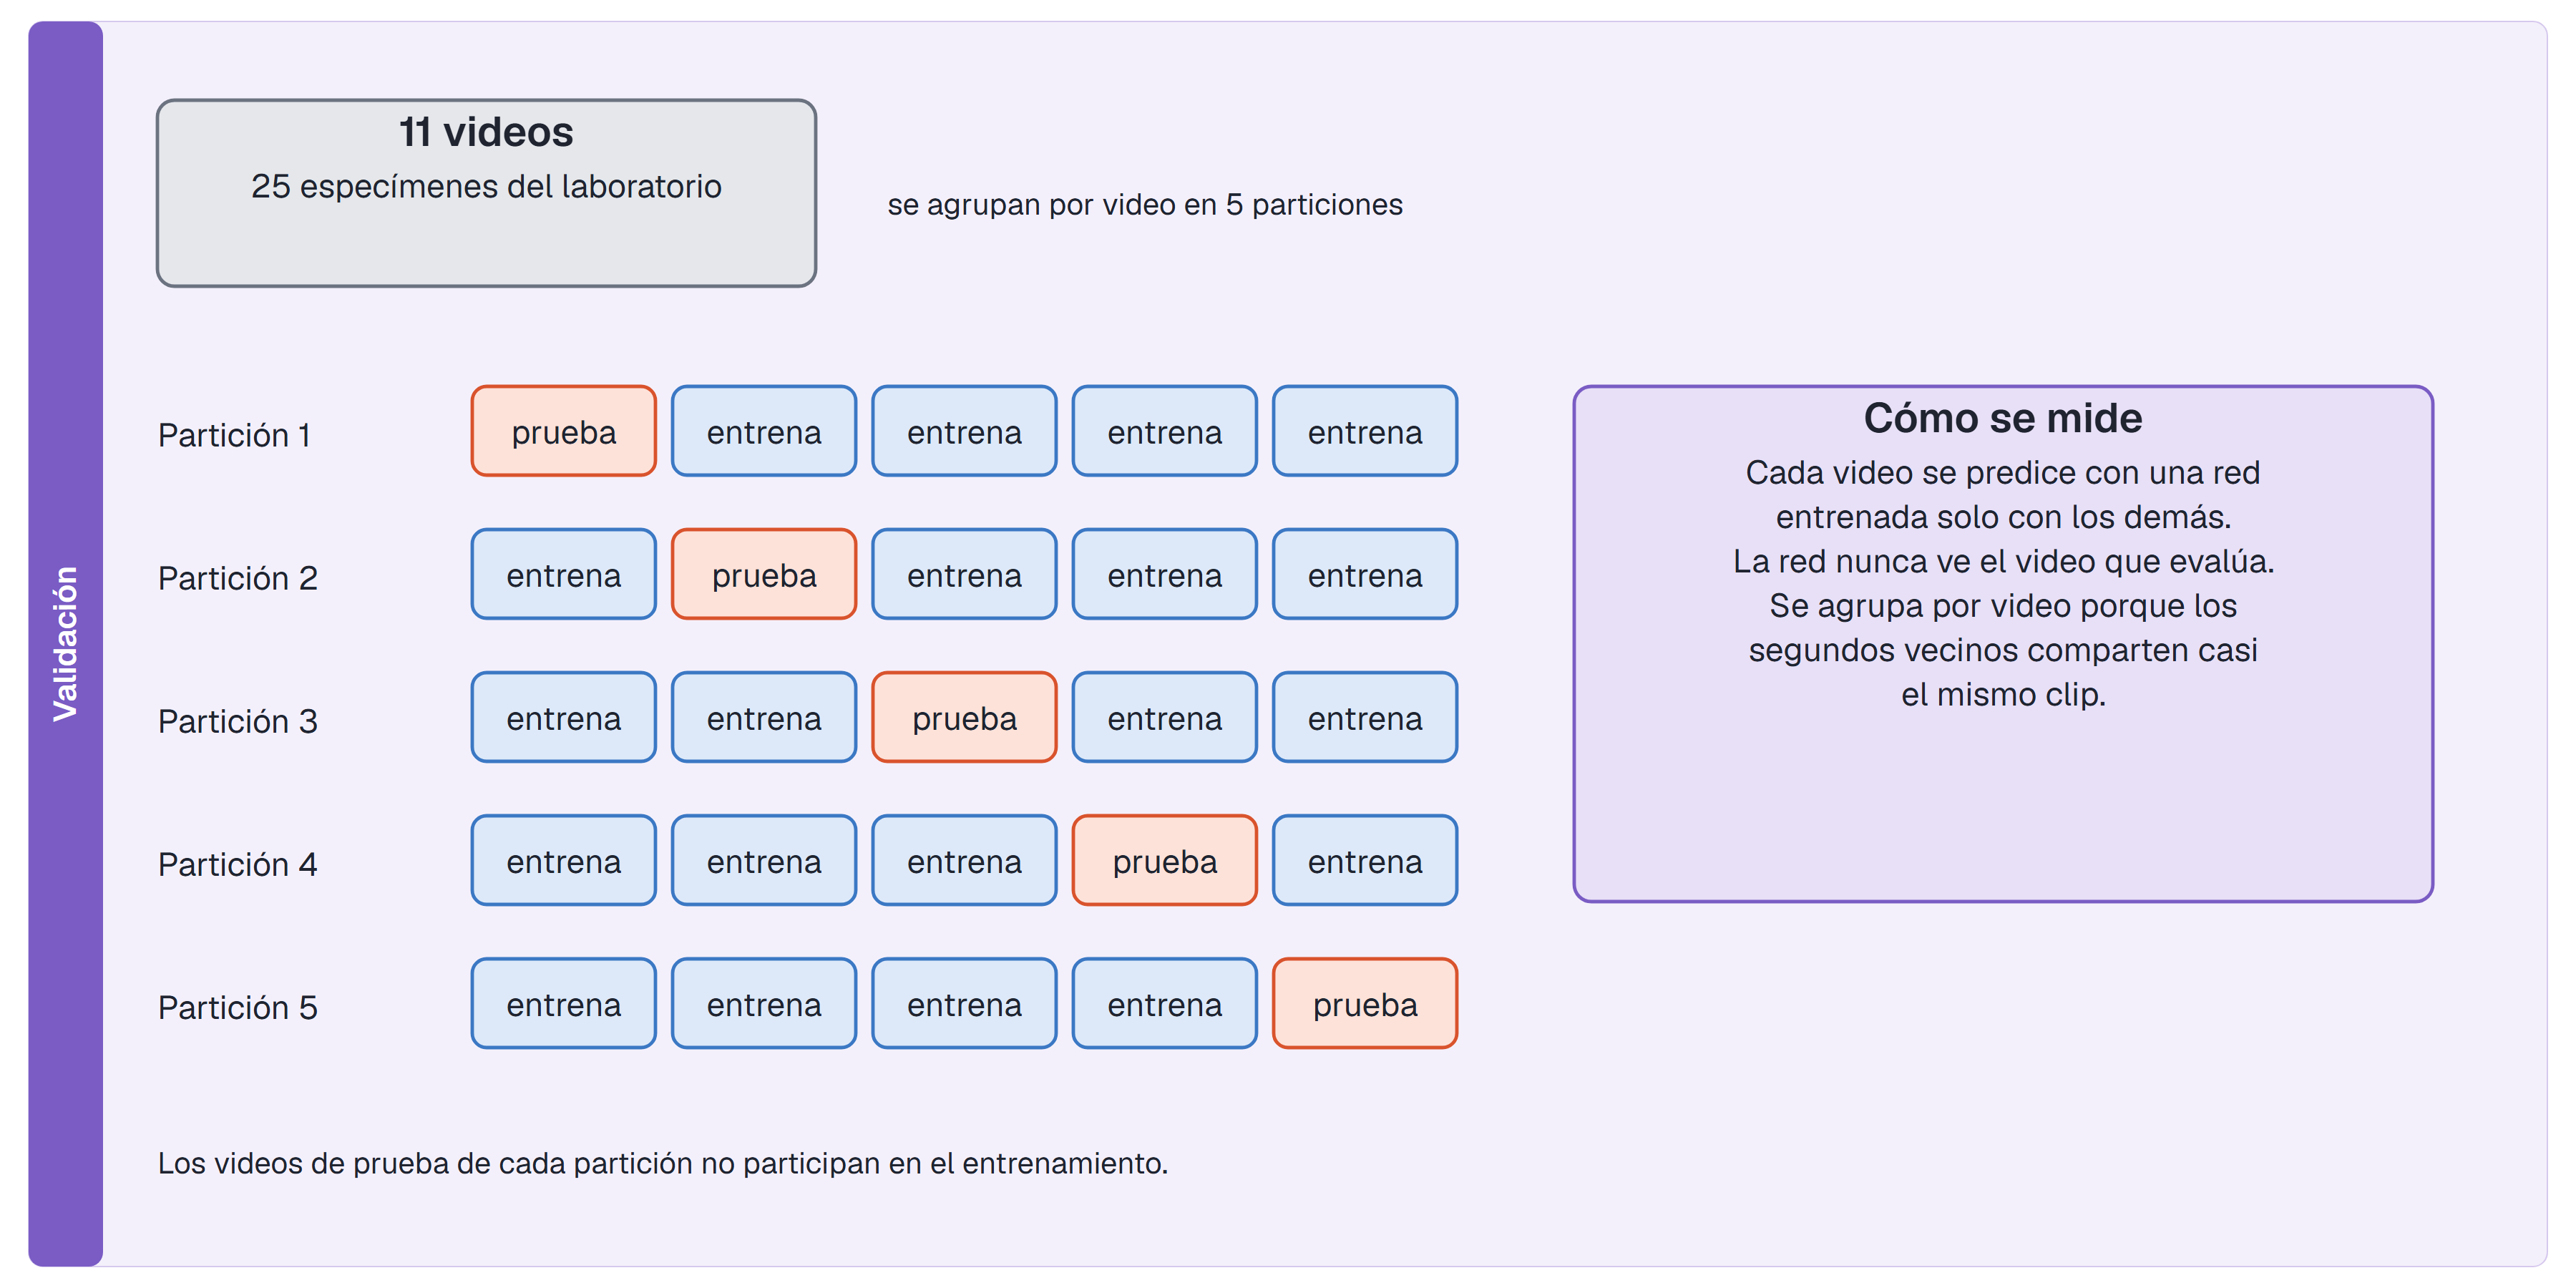 Validación
11 videos
25 especímenes del laboratorio
se agrupan por video en 5 particiones
Partición 1 prueba entrena entrena entrena entrena
Partición 2 entrena prueba entrena entrena entrena
Partición 3 entrena entrena prueba entrena entrena
Partición 4 entrena entrena entrena prueba entrena
Partición 5 entrena entrena entrena entrena prueba
Cómo se mide
Cada video se predice con una red
entrenada solo con los demás.
La red nunca ve el video que evalúa.
Se agrupa por video porque los
segundos vecinos comparten casi
el mismo clip.
Los videos de prueba de cada partición no participan en el entrenamiento.